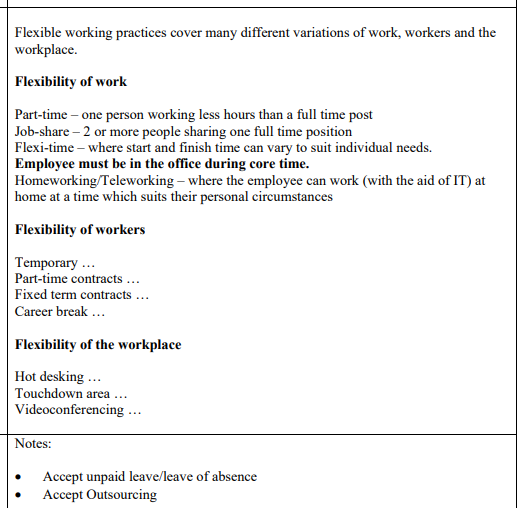 Flexible working practices cover many different variations of work, workers and the
workplace.
Flexibility of work
Part-time – one person working less hours than a full time post
Job-share – 2 or more people sharing one full time position
Flexi-time – where start and finish time can vary to suit individual needs.
Employee must be in the office during core time.
Homeworking/Teleworking – where the employee can work (with the aid of IT) at
home at a time which suits their personal circumstances
Flexibility of workers
Temporary …
Part-time contracts …
Fixed term contracts …
Career break …
Flexibility of the workplace
Hot desking …
Touchdown area …
Videoconferencing …
Notes:
• Accept unpaid leave/leave of absence
• Accept Outsourcing